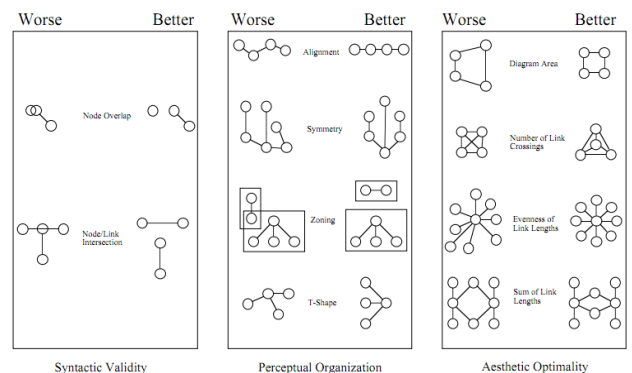 Worse Better
Node Overlap
Node/Link
Intersection
Syntactic Validity
Worse Better
Alignment
Symmetry
Zoning
T-Shape
Perceptual Organization
Worse Better
Diagram Area
Number of Link
Crossings
Evenness of
Link Lengths
Sum of Link
Lengths
Aesthetic Optimality